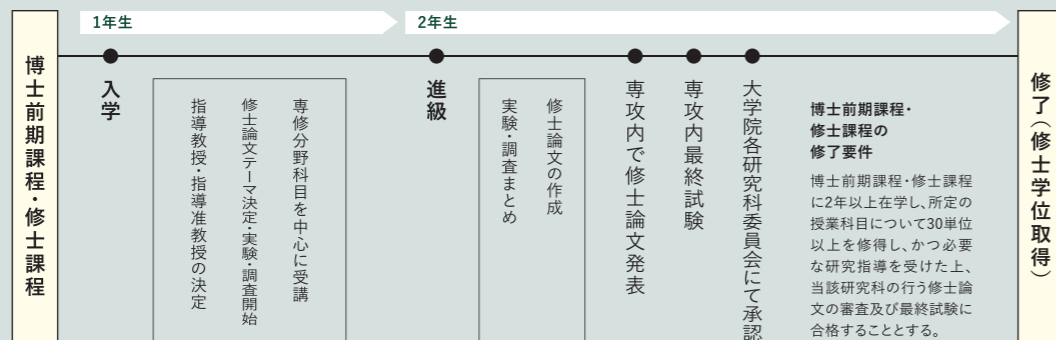 1年生
2年生
博士前期課程・修士課程
入学
指導教授・指導准教授の決定
修士論文テーマ決定・実験・調査開始
専修分野科目を中心に受講
進級
実験・調査まとめ
修士論文の作成
専攻内で修士論文発表
専攻内最終試験
大学院各研究科委員会にて承認
博士前期課程・
修士課程の
修了要件
博士前期課程・修士課程
に2年以上在学し、所定の
授業科目について30単位
以上を修得し、かつ必要
な研究指導を受けた上、
当該研究科の行う修士論
文の審査及び最終試験に
合格することとする。
修了（修士学位取得）